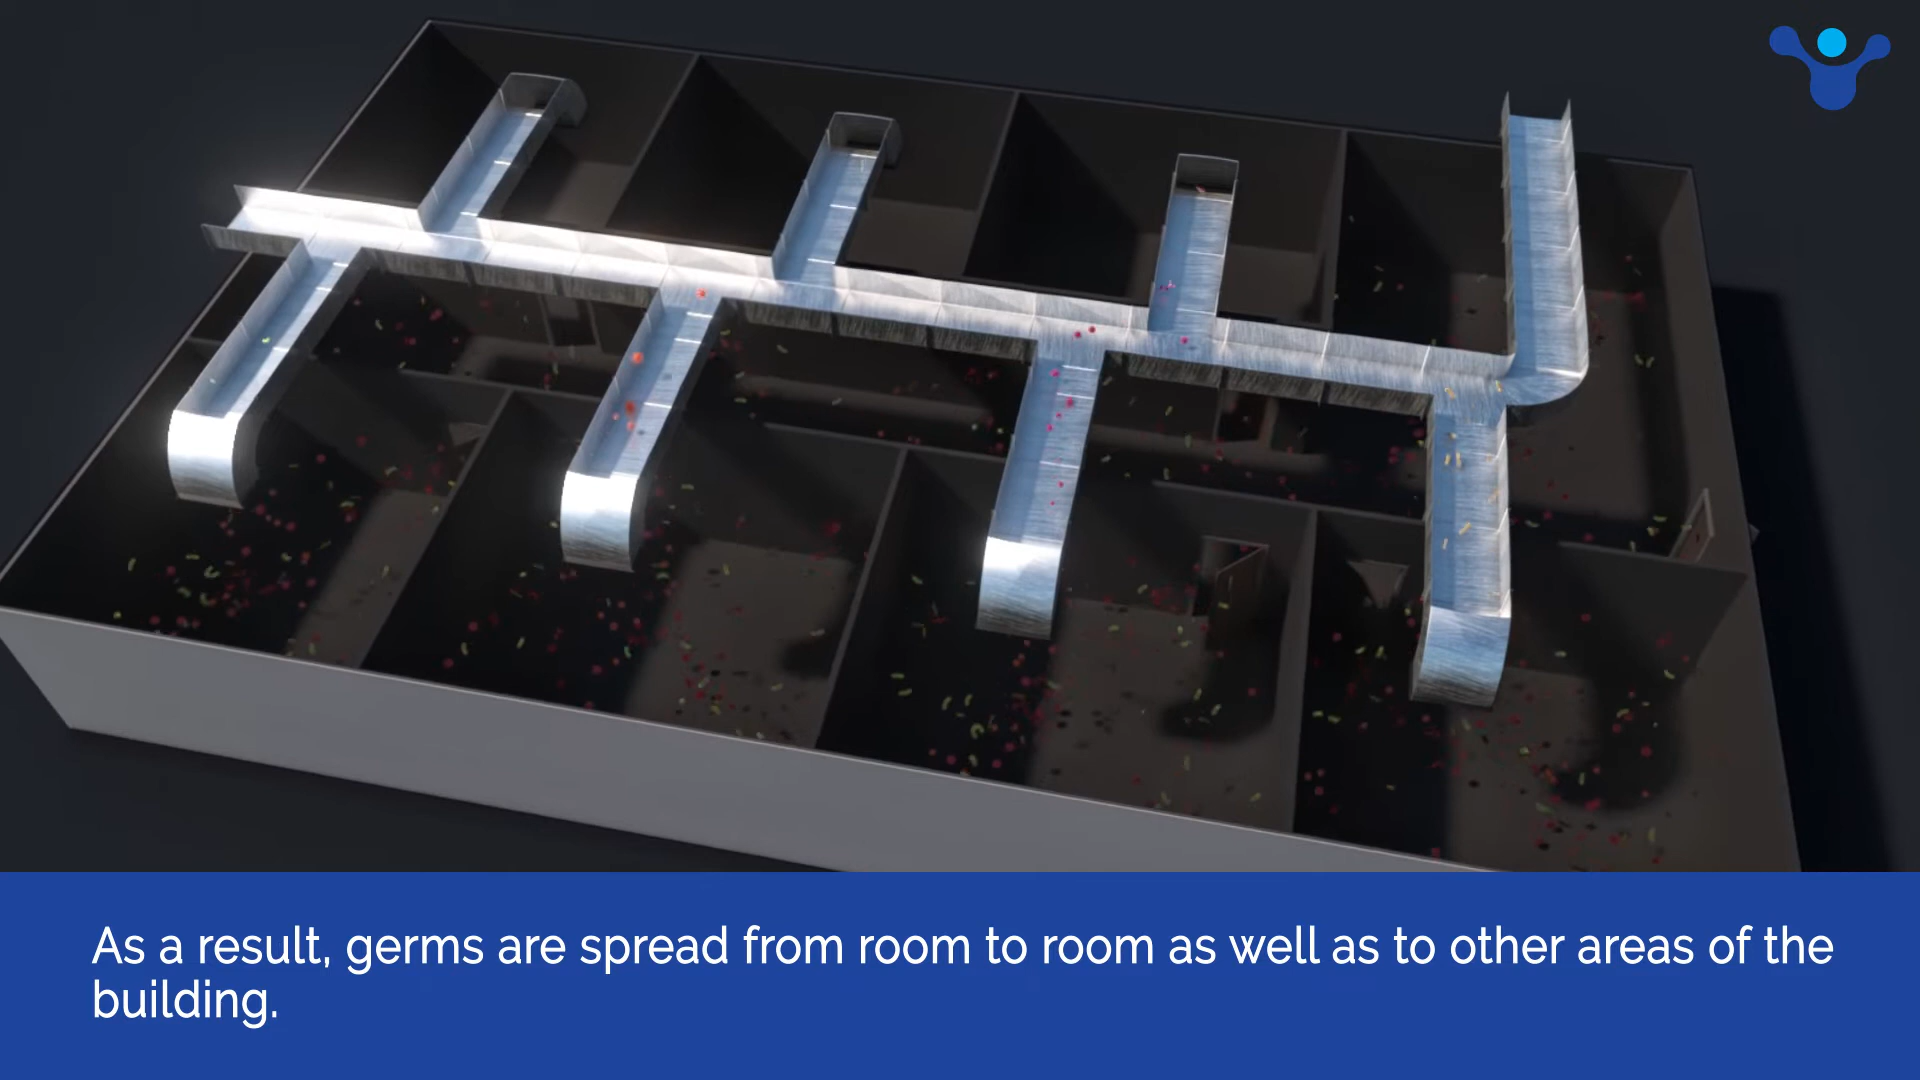 As a result, germs are spread from room to room as well as to other areas of the
building.